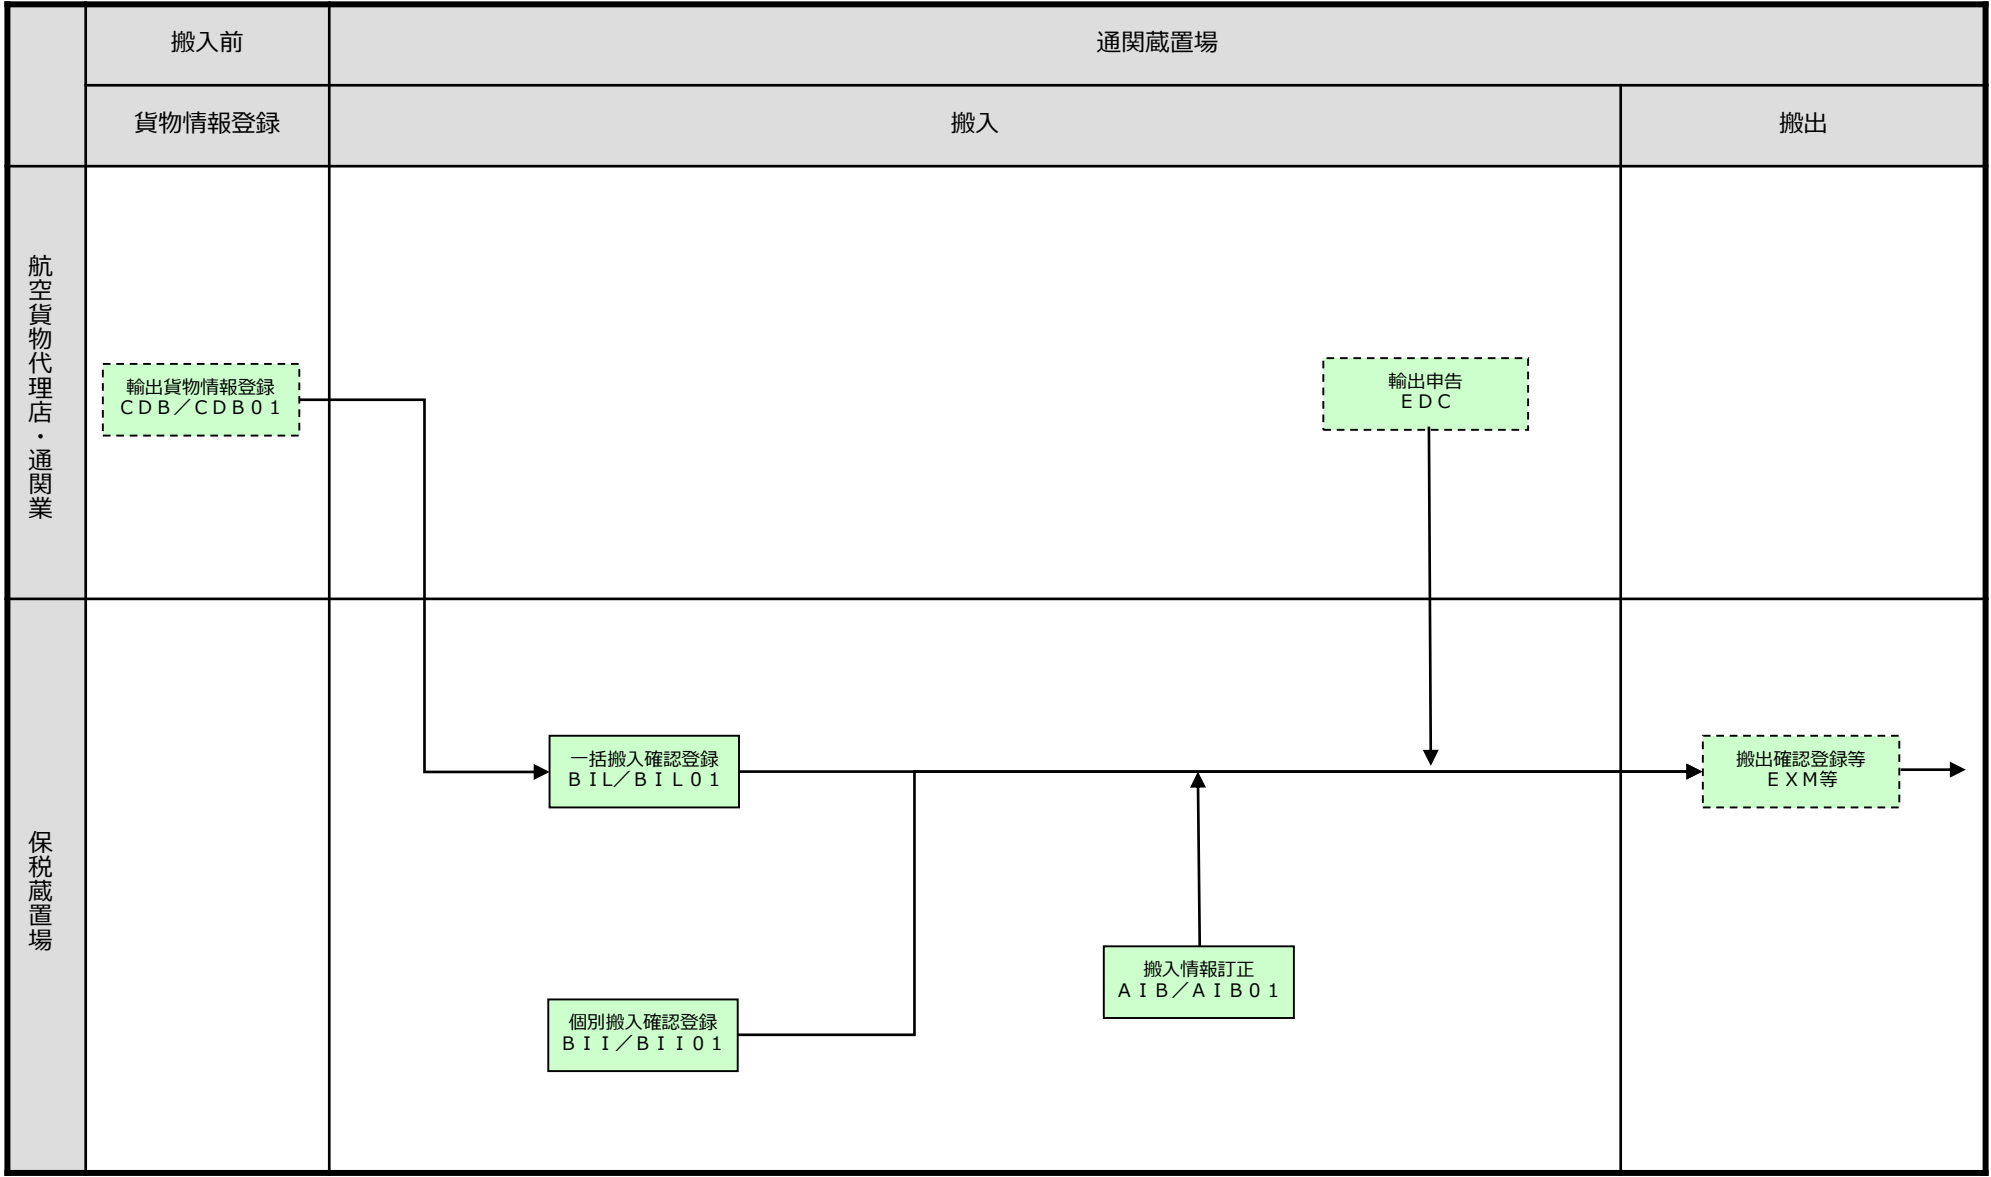 搬入前
通関蔵置場
貨物情報登録
搬入
搬出
航空貨物代理店・通関業
輸出貨物情報登録
ＣＤＢ／ＣＤＢ０１
輸出申告
ＥＤＣ
保税蔵置場
一括搬入確認登録
ＢＩＬ／ＢＩＬ０１
搬出確認登録等
ＥＸＭ等
搬入情報訂正
ＡＩＢ／ＡＩＢ０１
個別搬入確認登録
ＢＩＩ／ＢＩＩ０１